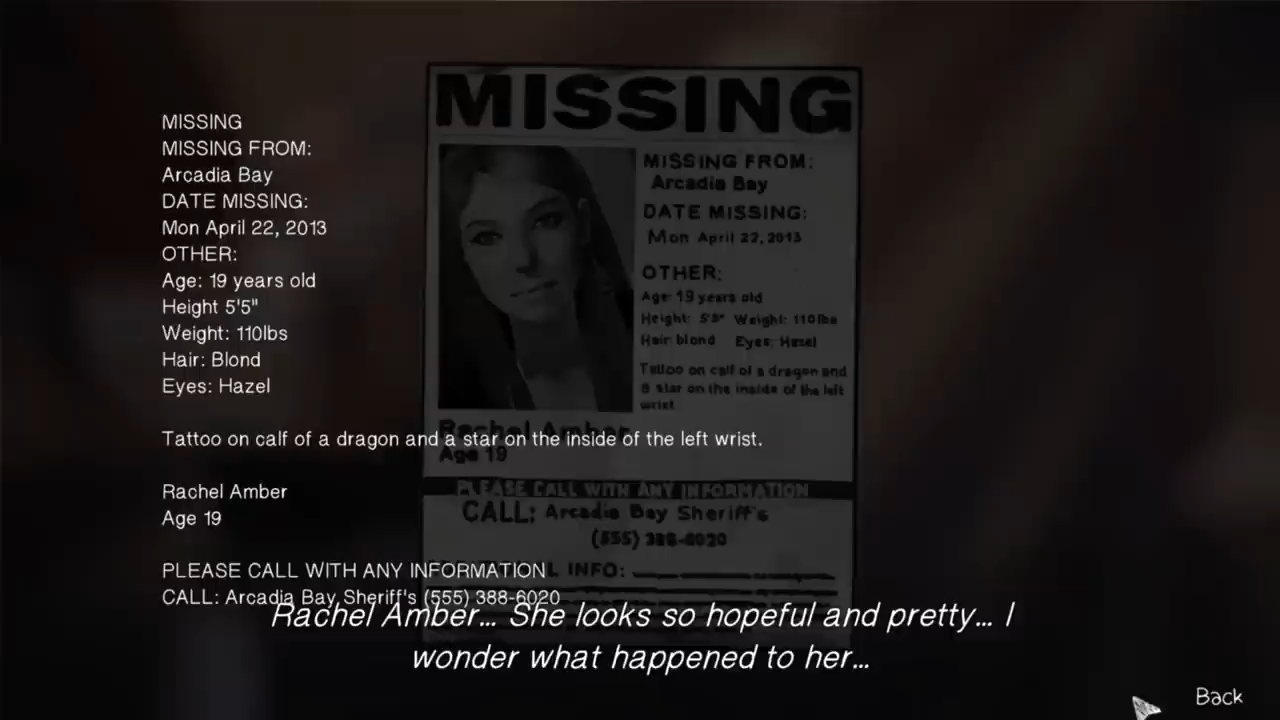 MISSING
MISSING FROM:
Arcadia Bay
DATE MISSING:
Mon April 22, 2013
OTHER:
Age: 19 years old
Height 5'5"
Weight: 110lbs
Hair: Blond
Eyes: Hazel
Tattoo on calf of a dragon and a star on the inside of the left wrist.
Rachel Amber
Age 19
PLEASE CALL WITH ANY INFORMATION
CALL: Arcadia Bay Sheriff's (555) 388-6020
MISSING
MISSING FROM:
Arcadia Bay
DATE MISSING:
Mon April 22, 2013
OTHER:
Age: 19 years old
Height: 5'5" Weight: 110lbs
Hair: blond Eyes: Hazel
Tattoo on calf of a dragon and
a star on the inside of the left
wrist.
Rachel Amber
Age 19
PLEASE CALL WITH ANY INFORMATION
CALL: Arcadia Bay Sheriff's
(555) 388-6020
INFO:
Rachel Amber... She looks so hopeful and pretty... I
wonder what happened to her...
Back